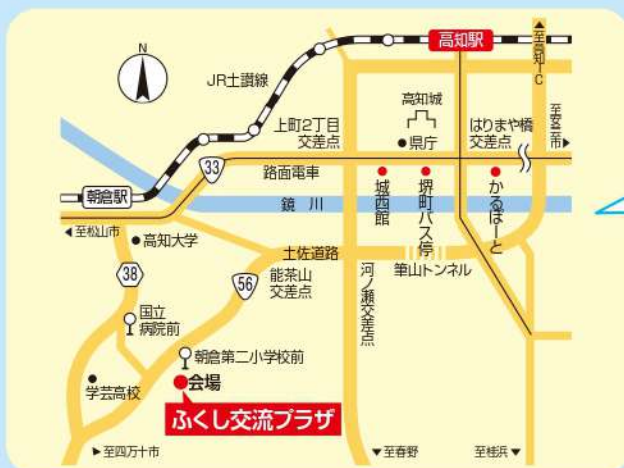 N
高知駅
至高知IC
JR土讃線
高知城
上町2丁目
交差点
県庁
はりまや橋
交差点
至安芸市
33
路面電車
朝倉駅
鏡川
城西館
堺町バス停
かるぽーと
至松山市
高知大学
土佐道路
38
56
能茶山
交差点
河ノ瀬交差点
筆山トンネル
国立
病院前
朝倉第二小学校前
学芸高校
会場
ふくし交流プラザ
至四万十市
至春野
至桂浜